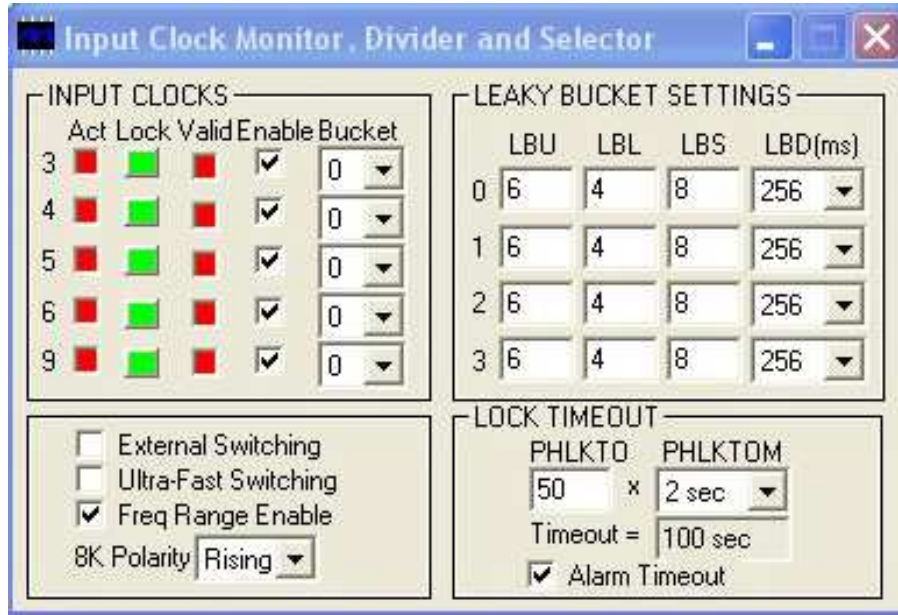 Input Clock Monitor, Divider and Selector
INPUT CLOCKS
Act Lock Valid Enable Bucket
3 0
4 0
5 0
6 0
9 0
LEAKY BUCKET SETTINGS
LBU LBL LBS LBD(ms)
0 6 4 8 256
1 6 4 8 256
2 6 4 8 256
3 6 4 8 256
External Switching
Ultra-Fast Switching
Freq Range Enable
8K Polarity Rising
LOCK TIMEOUT
PHLKTO PHLKTOM
50 x 2 sec
Timeout = 100 sec
Alarm Timeout